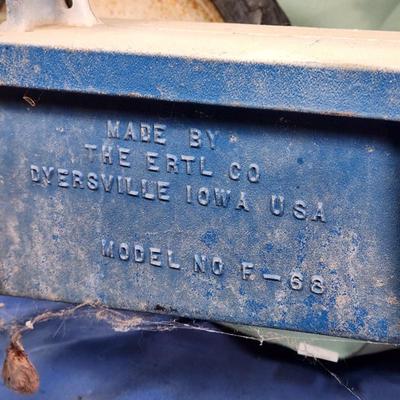 MADE BY
THE ERTL CO
DYERSVILLE IOWA USA
MODEL NO F-68